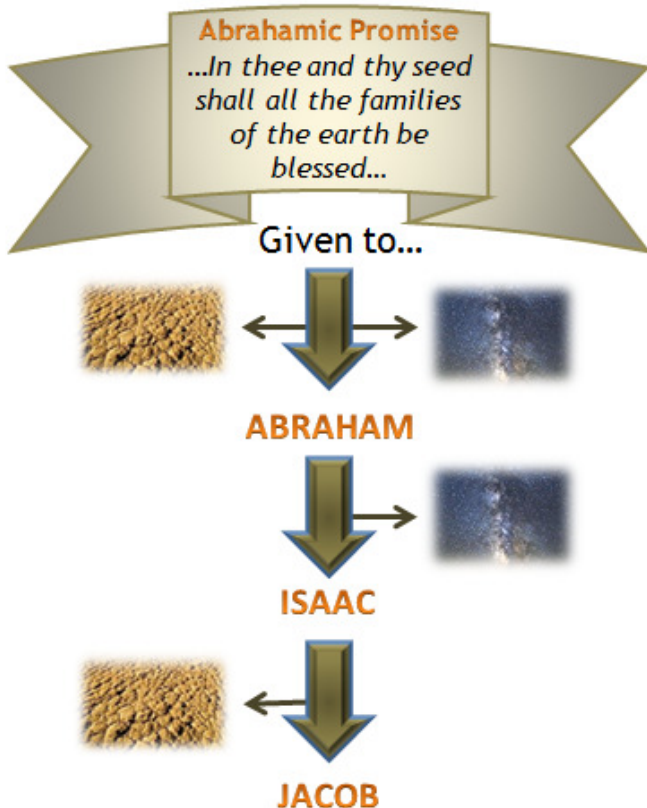 Abrahamic Promise
…In thee and thy seed
shall all the families
of the earth be
blessed…
Given to…
ABRAHAM
ISAAC
JACOB